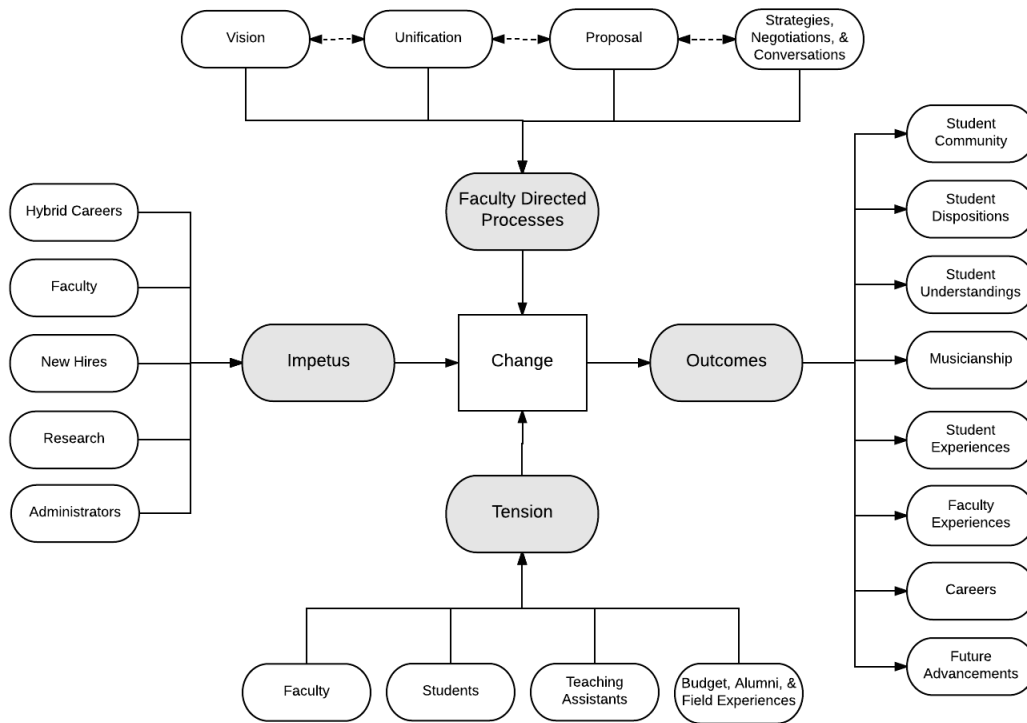 Vision
Unification
Proposal
Strategies,
Negotiations, &
Conversations
Faculty Directed
Processes
Hybrid Careers
Faculty
New Hires
Research
Administrators
Impetus
Change
Outcomes
Tension
Faculty
Students
Teaching
Assistants
Budget, Alumni, &
Field Experiences
Student
Community
Student
Dispositions
Student
Understandings
Musicianship
Student
Experiences
Faculty
Experiences
Careers
Future
Advancements